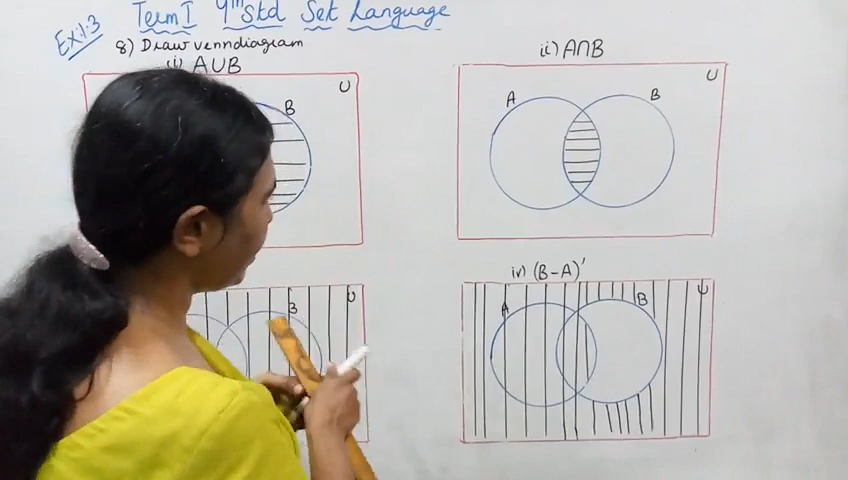 Term I 9th Std Set Language
Ex:1.3
8) Draw venndiagram
(i) A∪B
B
U
ii) A∩B
A
B
U
B
U
iv) (B-A)'
A
B
U